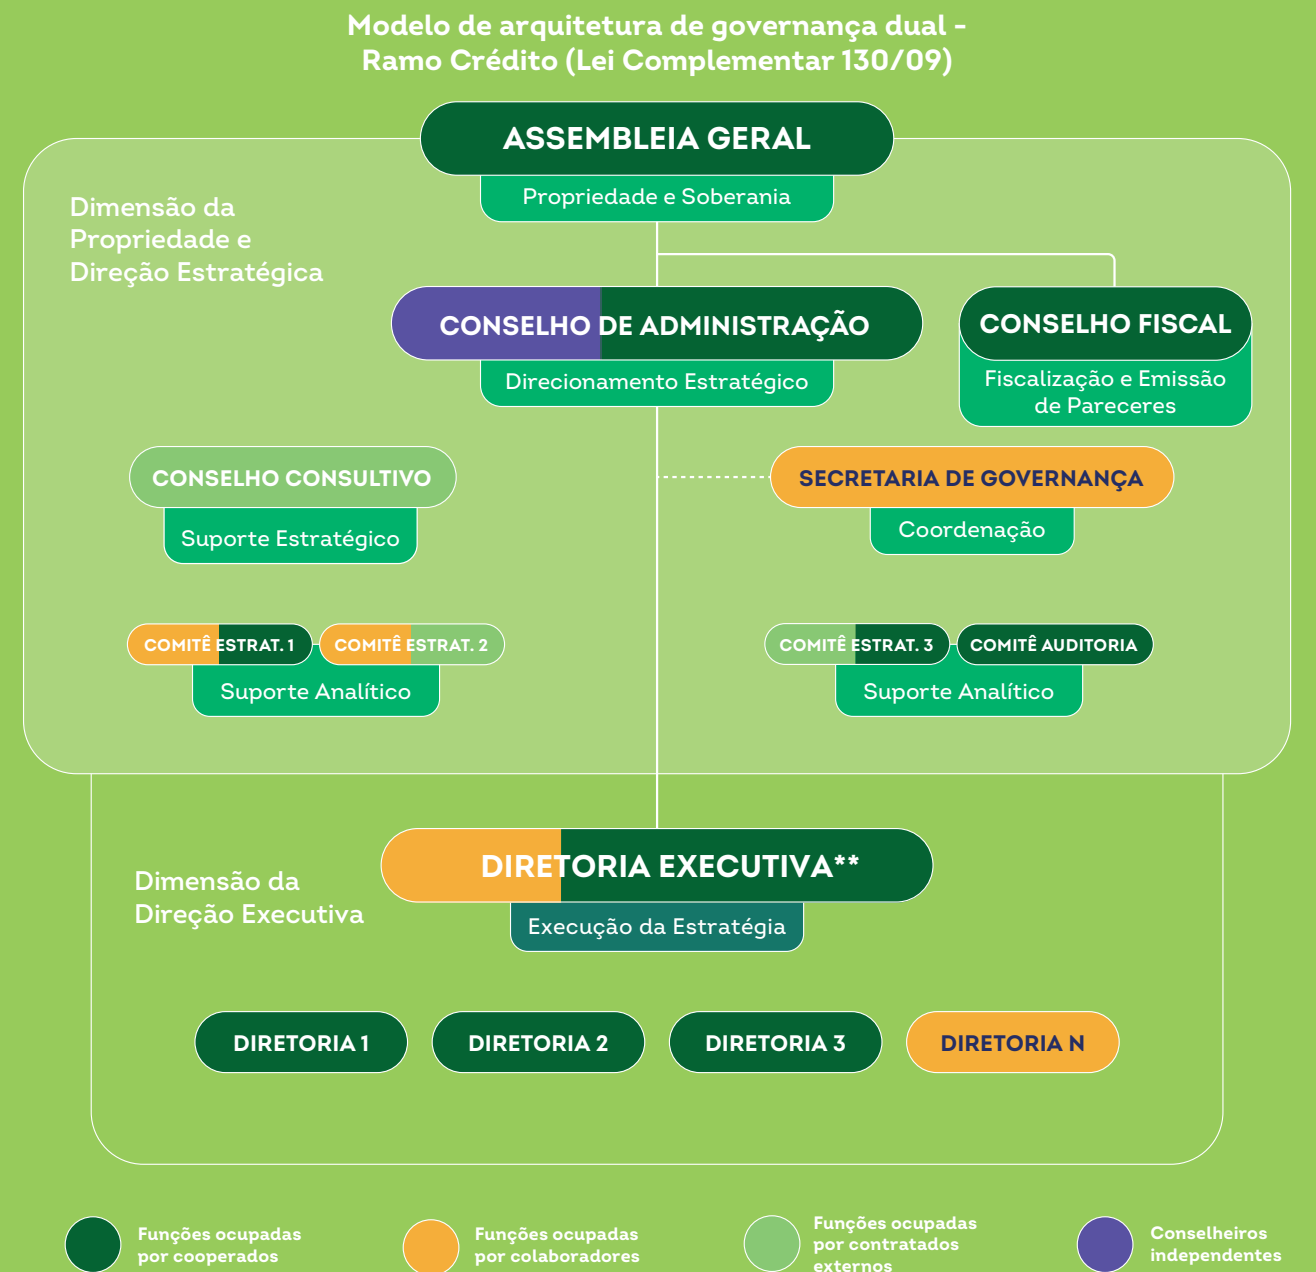 Modelo de arquitetura de governança dual -
Ramo Crédito (Lei Complementar 130/09)
ASSEMBLEIA GERAL
Propriedade e Soberania
Dimensão da
Propriedade e
Direção Estratégica
CONSELHO DE ADMINISTRAÇÃO
Direcionamento Estratégico
CONSELHO FISCAL
Fiscalização e Emissão
de Pareceres
CONSELHO CONSULTIVO
Suporte Estratégico
SECRETARIA DE GOVERNANÇA
Coordenação
COMITÊ ESTRAT. 1
COMITÊ ESTRAT. 2
Suporte Analítico
COMITÊ ESTRAT. 3
COMITÊ AUDITORIA
Suporte Analítico
DIRETORIA EXECUTIVA**
Execução da Estratégia
Dimensão da
Direção Executiva
DIRETORIA 1
DIRETORIA 2
DIRETORIA 3
DIRETORIA N
Funções ocupadas
por cooperados
Funções ocupadas
por colaboradores
Funções ocupadas
por contratados
externos
Conselheiros
independentes